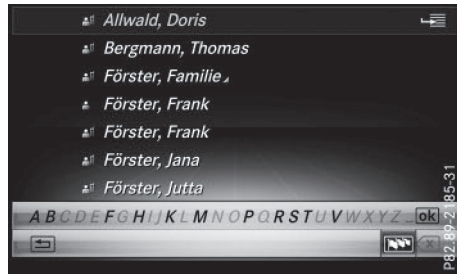 Allwald, Doris
Bergmann, Thomas
Förster, Familie
Förster, Frank
Förster, Frank
Förster, Jana
Förster, Jutta
ABCDEFGHIJKLMNOPQRSTUVWXYZ_ ok
P82.89-2185-31